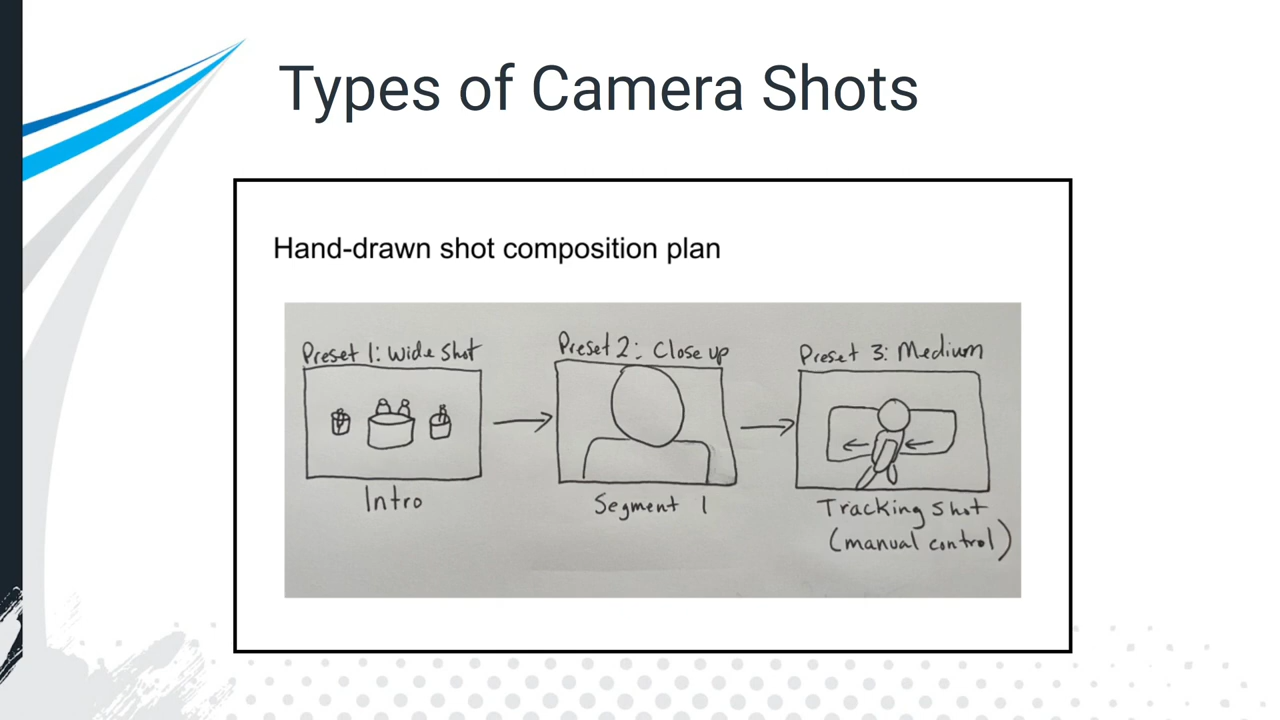 Types of Camera Shots
Hand-drawn shot composition plan
Preset 1: Wide Shot
Preset 2: Close up
Preset 3: Medium
Intro
Segment 1
Tracking Shot
(manual control)